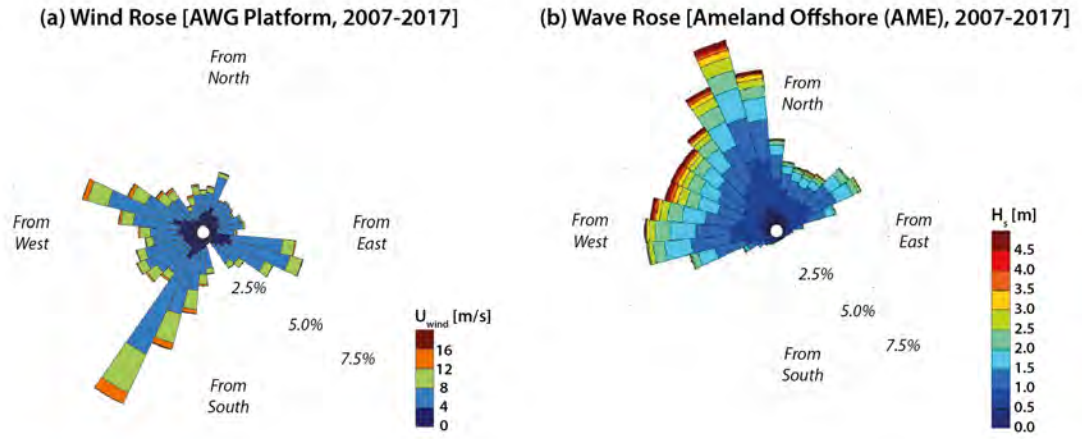 (a) Wind Rose [AWG Platform, 2007-2017]
From
North
From
West
From
East
2.5%
5.0%
7.5%
From
South
U_wind [m/s]
16
12
8
4
0
(b) Wave Rose [Ameland Offshore (AME), 2007-2017]
From
North
From
West
From
East
2.5%
5.0%
7.5%
From
South
H_s [m]
4.5
4.0
3.5
3.0
2.5
2.0
1.5
1.0
0.5
0.0